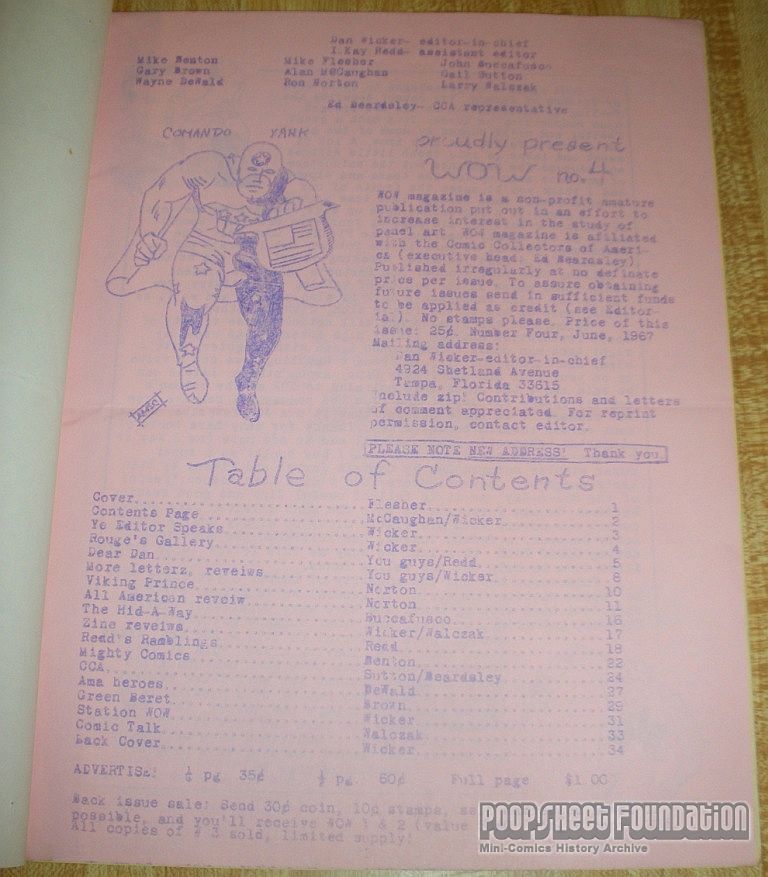 Dan Wicker- editor-in-chief
I.Kay Redd- assistant editor
Mike Benton Mike Flesher John Buccafusco
Gary Brown Alan McCaughan Gail Sutton
Wayne DeWald Ron Norton Larry Walczak
Ed Beardsley- CCA representative
COMANDO YANK
proudly present
WOW no. 4
WOW magazine is a non-profit amature
publication put out in an effort to
increase interest in the study of
panel art. WOW magazine is afiliated
with the Comic Collectors of Ameri-
ca (executive head: Ed Beardsley)
Published irregularly at no definate
price per issue. To assure obtaining
future issues send in sufficient funds
to be applied as credit (see Editor-
ial). No stamps please. Price of this
issue: 25¢. Number Four, June, 1967
Mailing address:
Dan Wicker-editor-in-chief
4924 Shetland Avenue
Tampa, Florida 33615
Include zip! Contributions and letters
of comment appreciated. For reprint
permission, contact editor.
PLEASE NOTE NEW ADDRESS! Thank you
Table of Contents
Cover Flesher 1
Contents Page McCaughan/Wicker 2
Ye Editor Speaks Wicker 3
Rouge's Gallery Wicker 4
Dear Dan You guys/Redd 5
More letterz, reveiws You guys/Wicker 8
Viking Prince Norton 10
All American reveiw Norton 11
The Hid-A-Way Buccafusco 16
Zine reveiws Wicker/Walczak 17
Read's Ramblings Read 18
Mighty Comics Benton 22
CCA Sutton/Beardsley 24
Ama heroes DeWald 27
Green Beret Brown 29
Station WOW Wicker 31
Comic Talk Walczak 33
Back Cover Wicker 34
ADVERTISE! pg 35¢ ½ pg. 60¢ Full page $1.00
Back issue sale! Send 30¢ coin, 10¢ stamps,
possible, and you'll receive WOW 1 & 2 (value
All copies of # 3 sold, limited supply!
POOPSHEET FOUNDATION
Mini-Comics History Archive